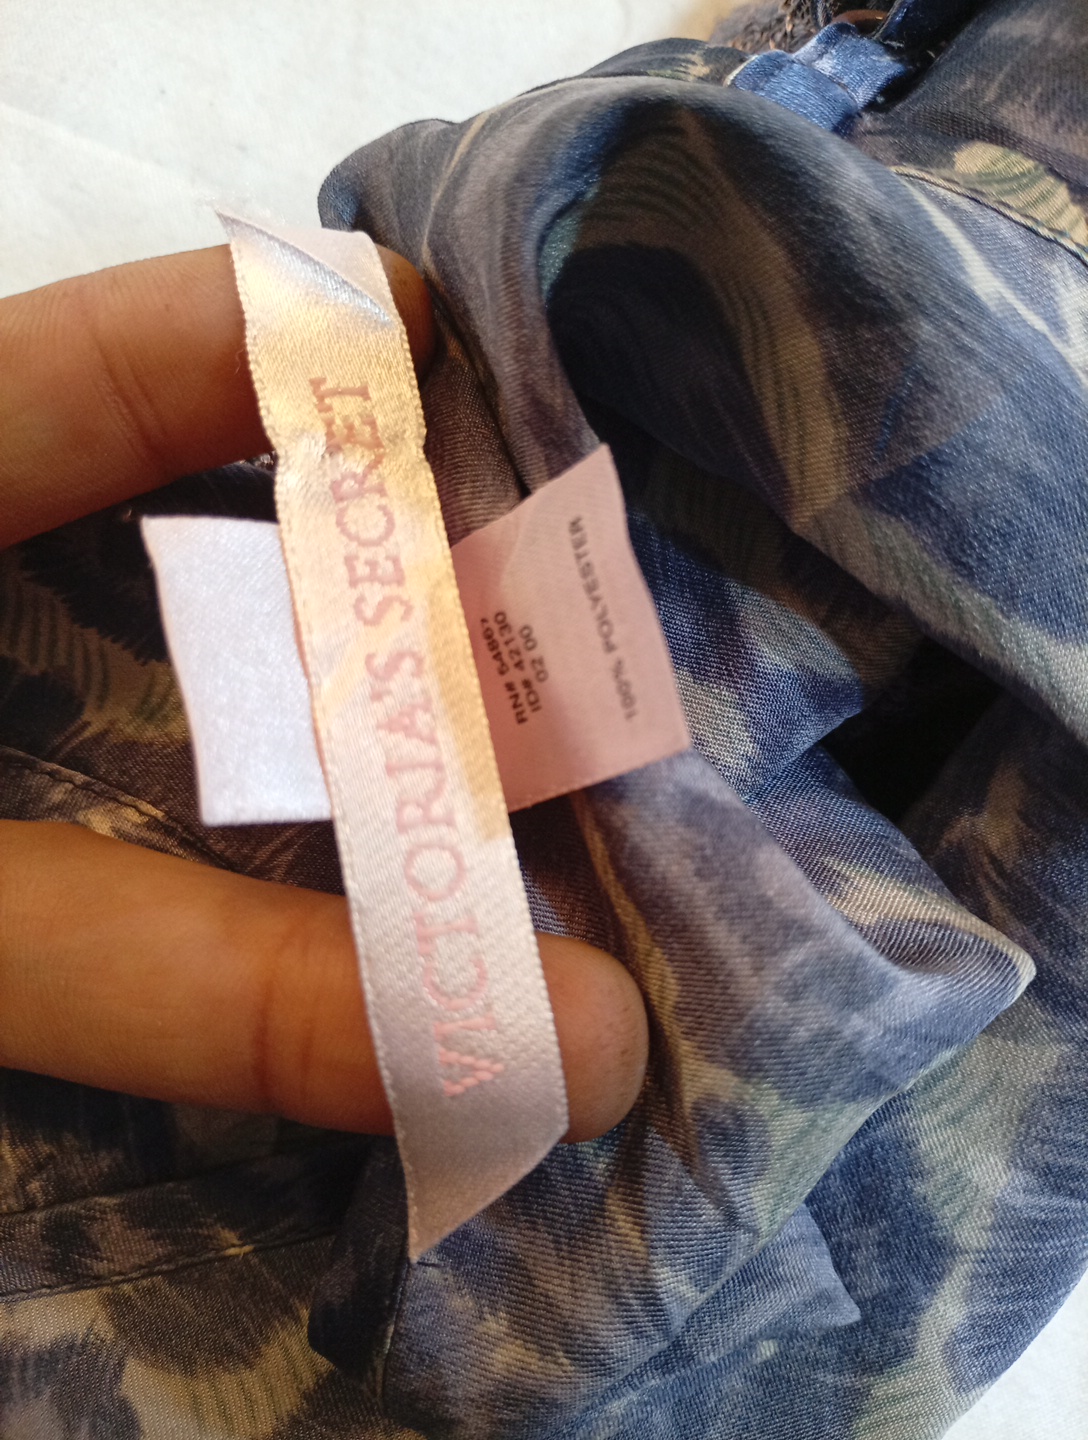 VICTORIA'S SECRET
100% POLYESTER
RN# 54867
ID# 42130
02 00